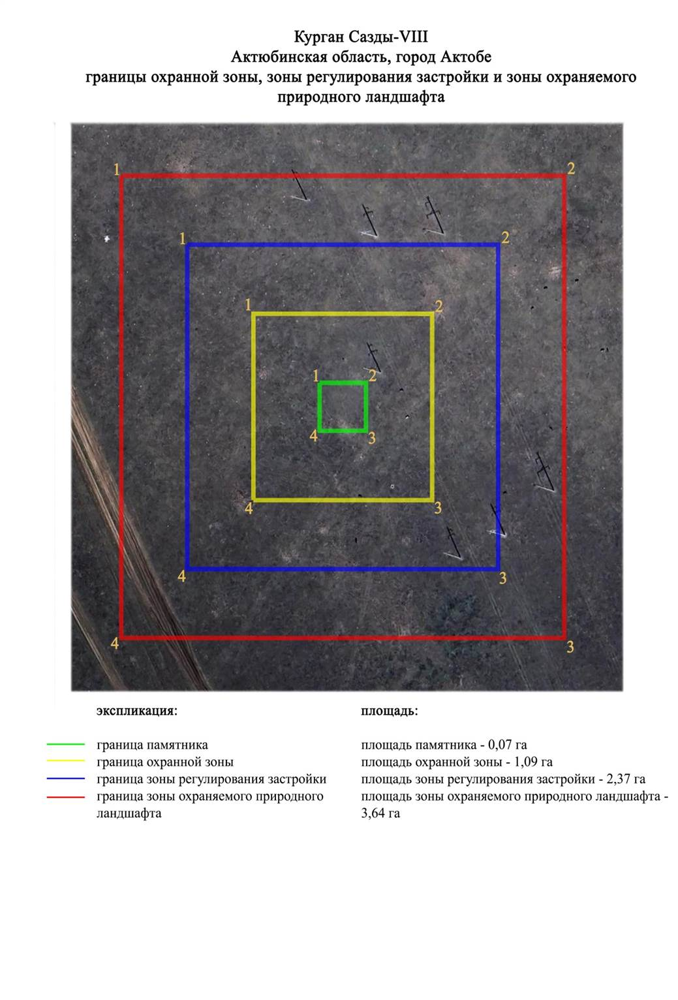 Курган Сазды-VIII
Актюбинская область, город Актобе
границы охранной зоны, зоны регулирования застройки и зоны охраняемого
природного ландшафта
1
2
1
2
1
2
1
2
4
3
4
3
4
3
4
3
экспликация:
площадь:
граница памятника
площадь памятника - 0,07 га
граница охранной зоны
площадь охранной зоны - 1,09 га
граница зоны регулирования застройки
площадь зоны регулирования застройки - 2,37 га
граница зоны охраняемого природного
площадь зоны охраняемого природного ландшафта -
ландшафта
3,64 га